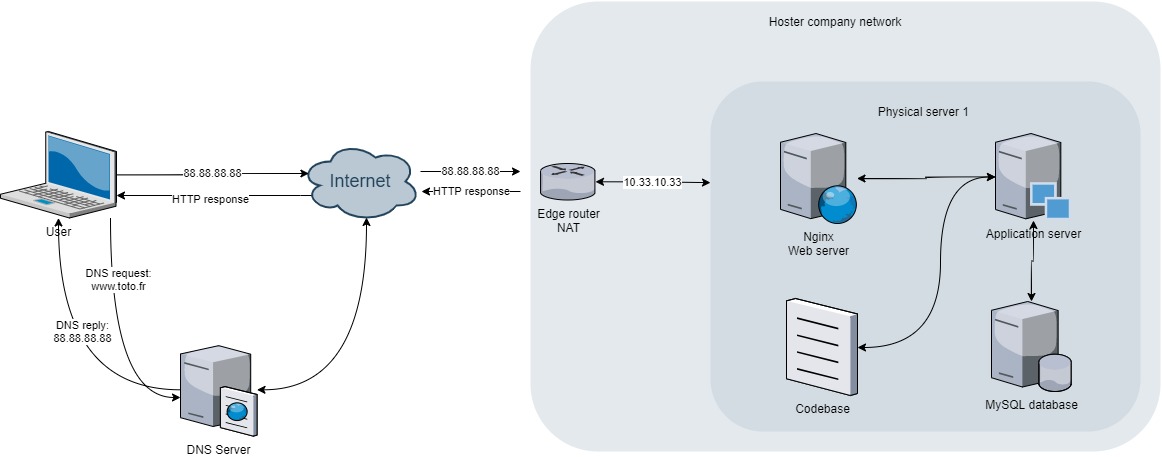 Hoster company network
Physical server 1
88.88.88.88
HTTP response
Internet
88.88.88.88
HTTP response
Edge router
NAT
10.33.10.33
Nginx
Web server
Application server
User
DNS request:
www.toto.fr
DNS reply:
88.88.88.88
DNS Server
Codebase
MySQL database